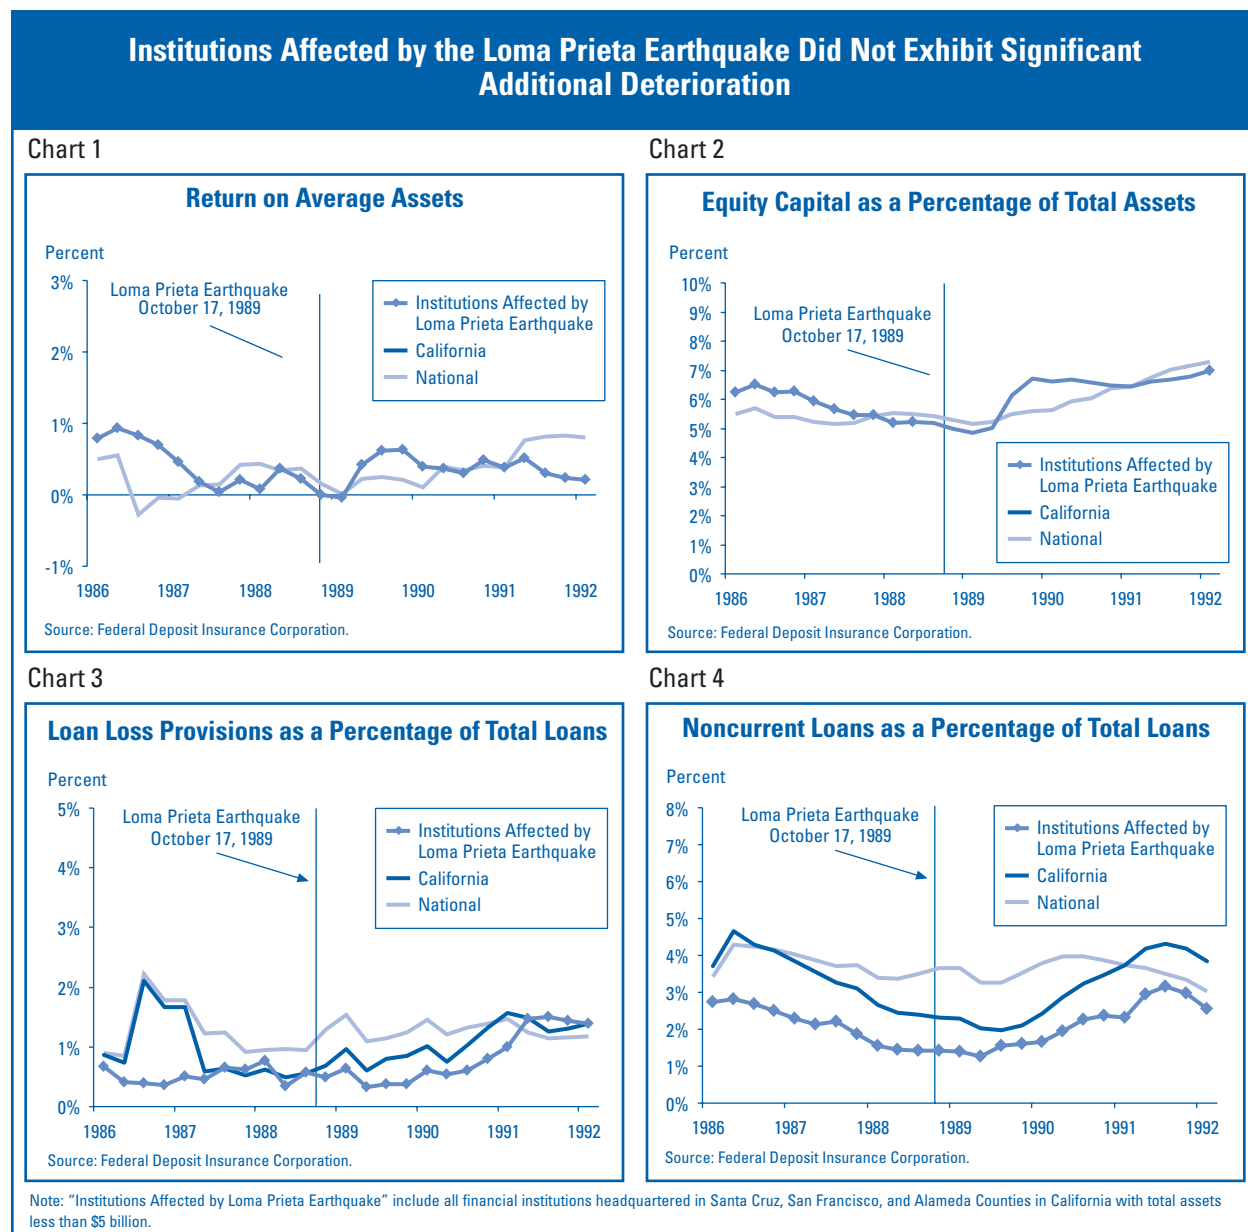 Institutions Affected by the Loma Prieta Earthquake Did Not Exhibit Significant
Additional Deterioration
Chart 1
Return on Average Assets
Percent
3%
2%
1%
0%
-1%
Loma Prieta Earthquake
October 17, 1989
Institutions Affected by
Loma Prieta Earthquake
California
National
1986
1987
1988
1989
1990
1991
1992
Source: Federal Deposit Insurance Corporation.
Chart 2
Equity Capital as a Percentage of Total Assets
Percent
10%
9%
8%
7%
6%
5%
4%
3%
2%
1%
0%
Loma Prieta Earthquake
October 17, 1989
Institutions Affected by
Loma Prieta Earthquake
California
National
1986
1987
1988
1989
1990
1991
1992
Source: Federal Deposit Insurance Corporation.
Chart 3
Loan Loss Provisions as a Percentage of Total Loans
Percent
5%
4%
3%
2%
1%
0%
Loma Prieta Earthquake
October 17, 1989
Institutions Affected by
Loma Prieta Earthquake
California
National
1986
1987
1988
1989
1990
1991
1992
Source: Federal Deposit Insurance Corporation.
Chart 4
Noncurrent Loans as a Percentage of Total Loans
Percent
8%
7%
6%
5%
4%
3%
2%
1%
0%
Loma Prieta Earthquake
October 17, 1989
Institutions Affected by
Loma Prieta Earthquake
California
National
1986
1987
1988
1989
1990
1991
1992
Source: Federal Deposit Insurance Corporation.
Note: “Institutions Affected by Loma Prieta Earthquake” include all financial institutions headquartered in Santa Cruz, San Francisco, and Alameda Counties in California with total assets
less than $5 billion.